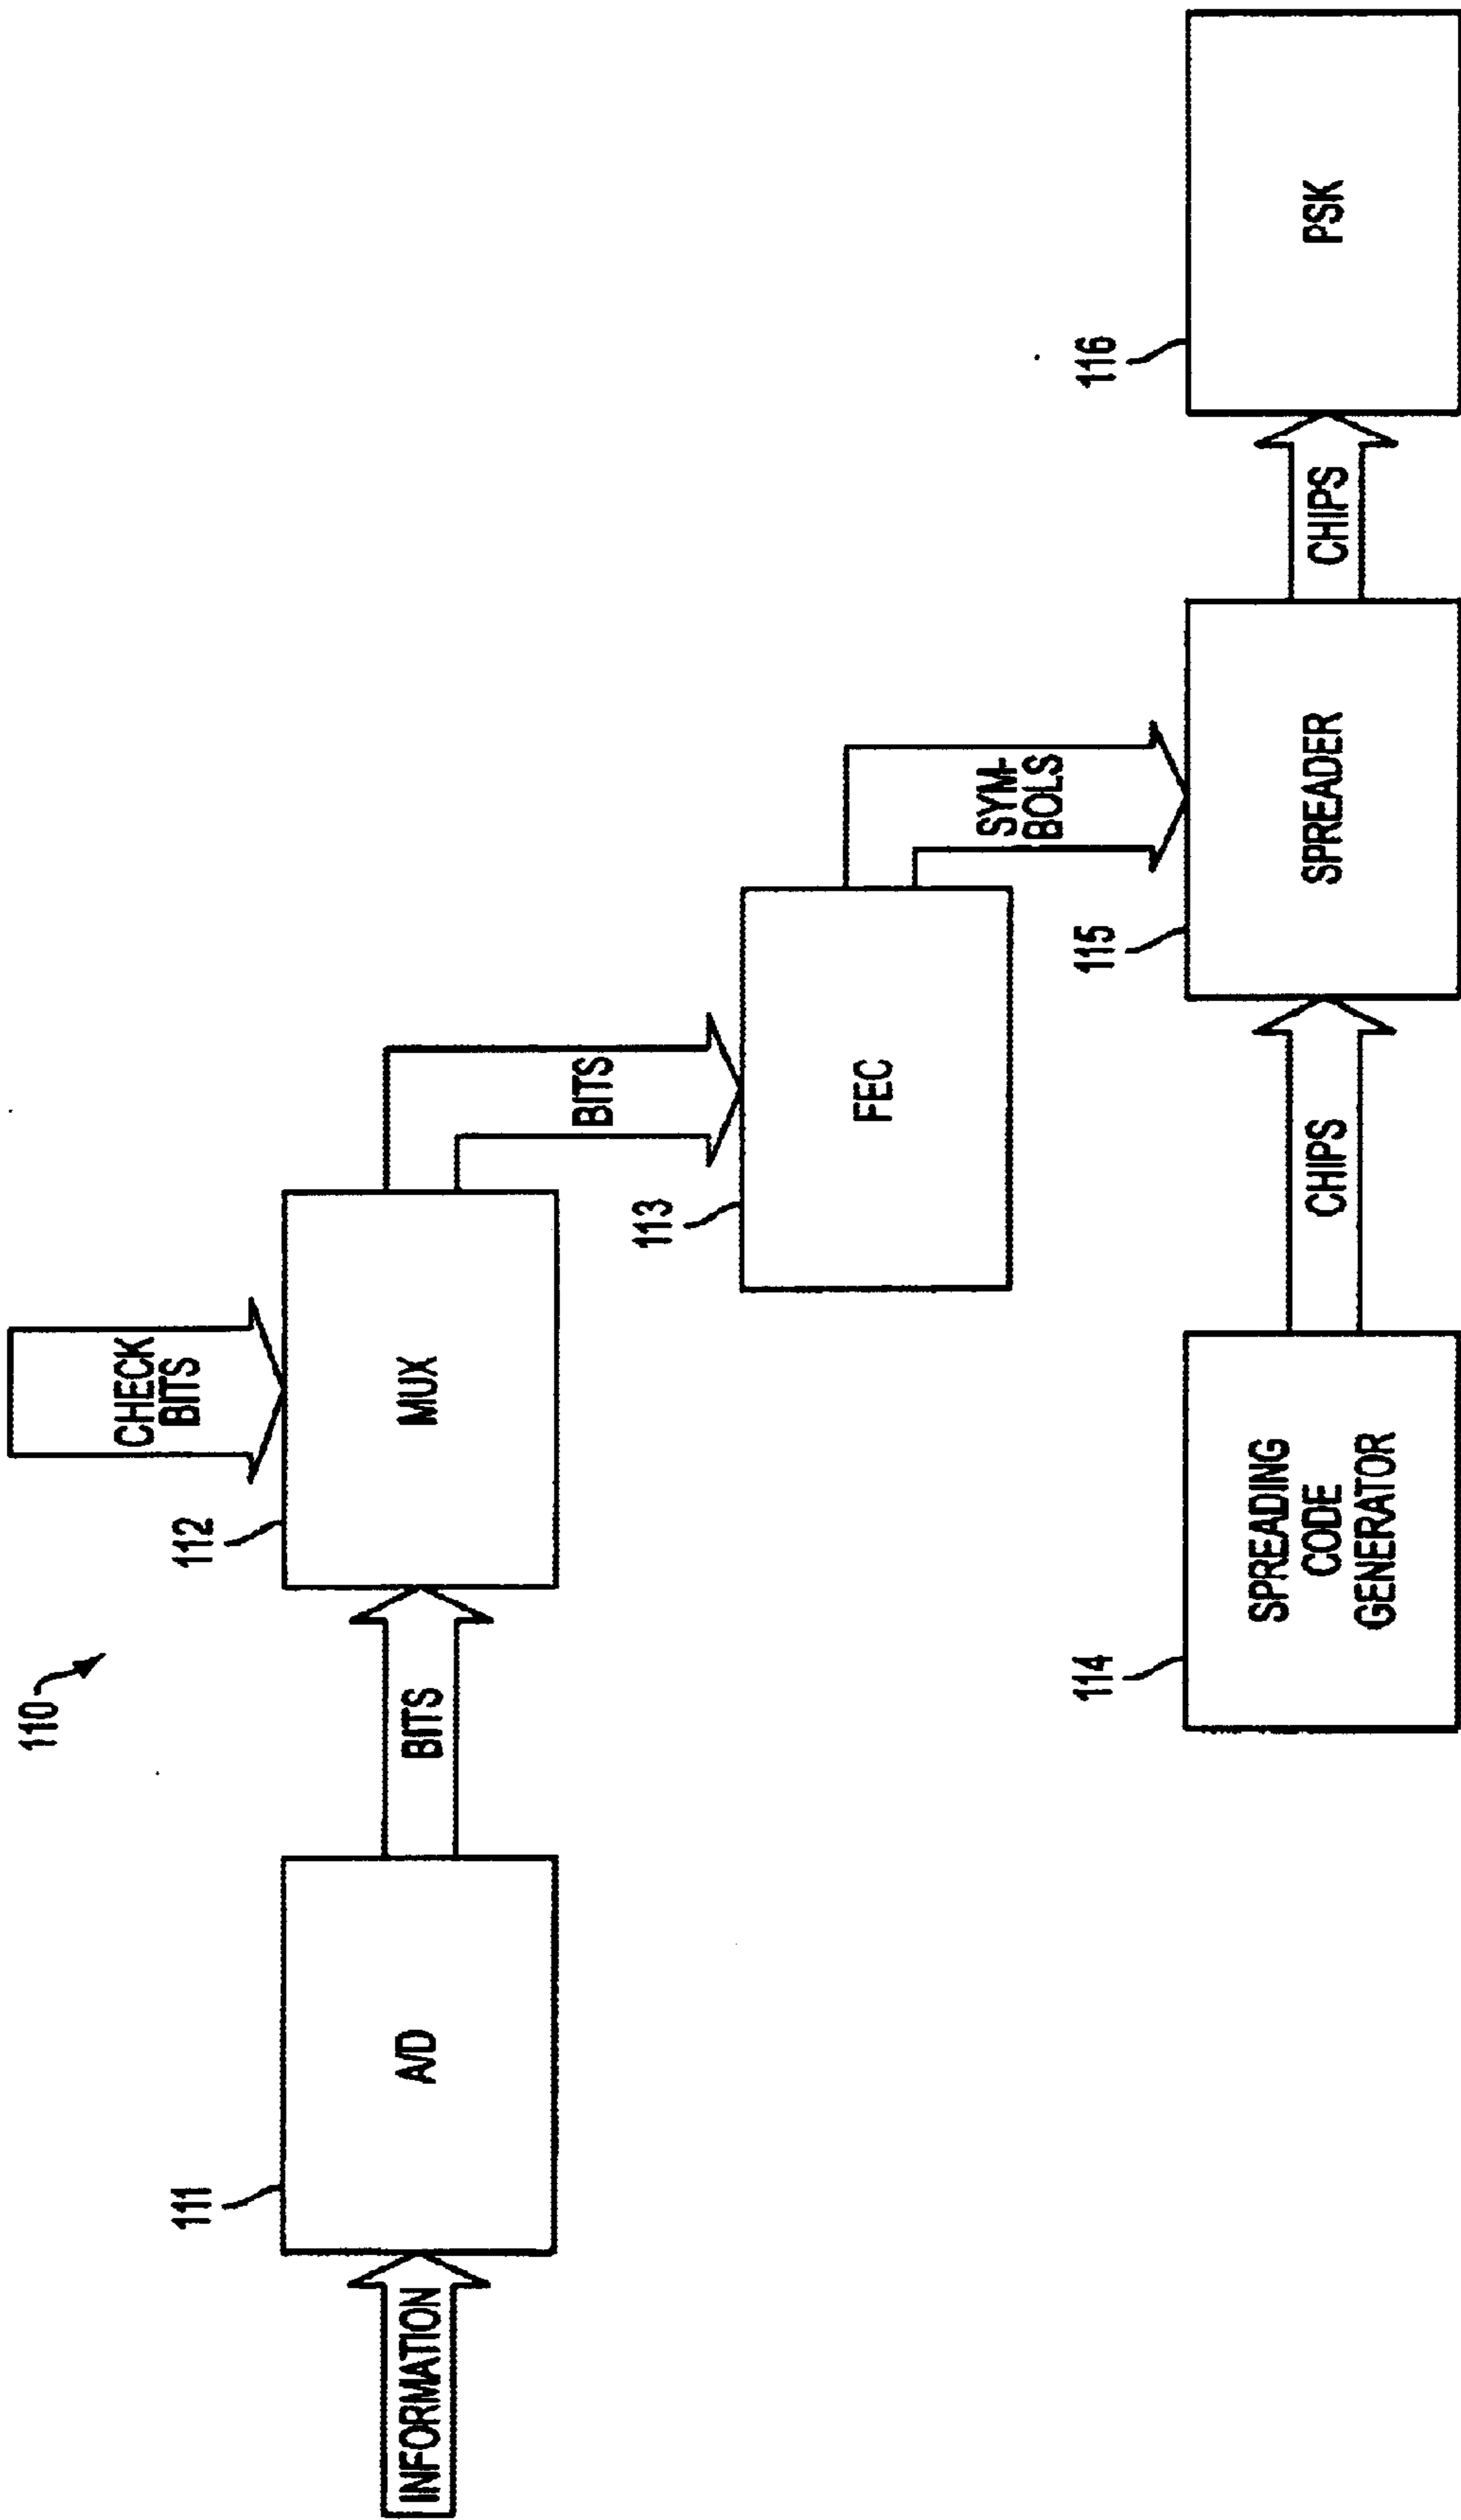 110
CHECK
BITS
112
111
INFORMATION
A/D
BITS
MUX
BITS
113
FEC
SYM-
BOLS
114
SPREADING
CODE
GENERATOR
CHIPS
115
SPREADER
CHIPS
116
PSK